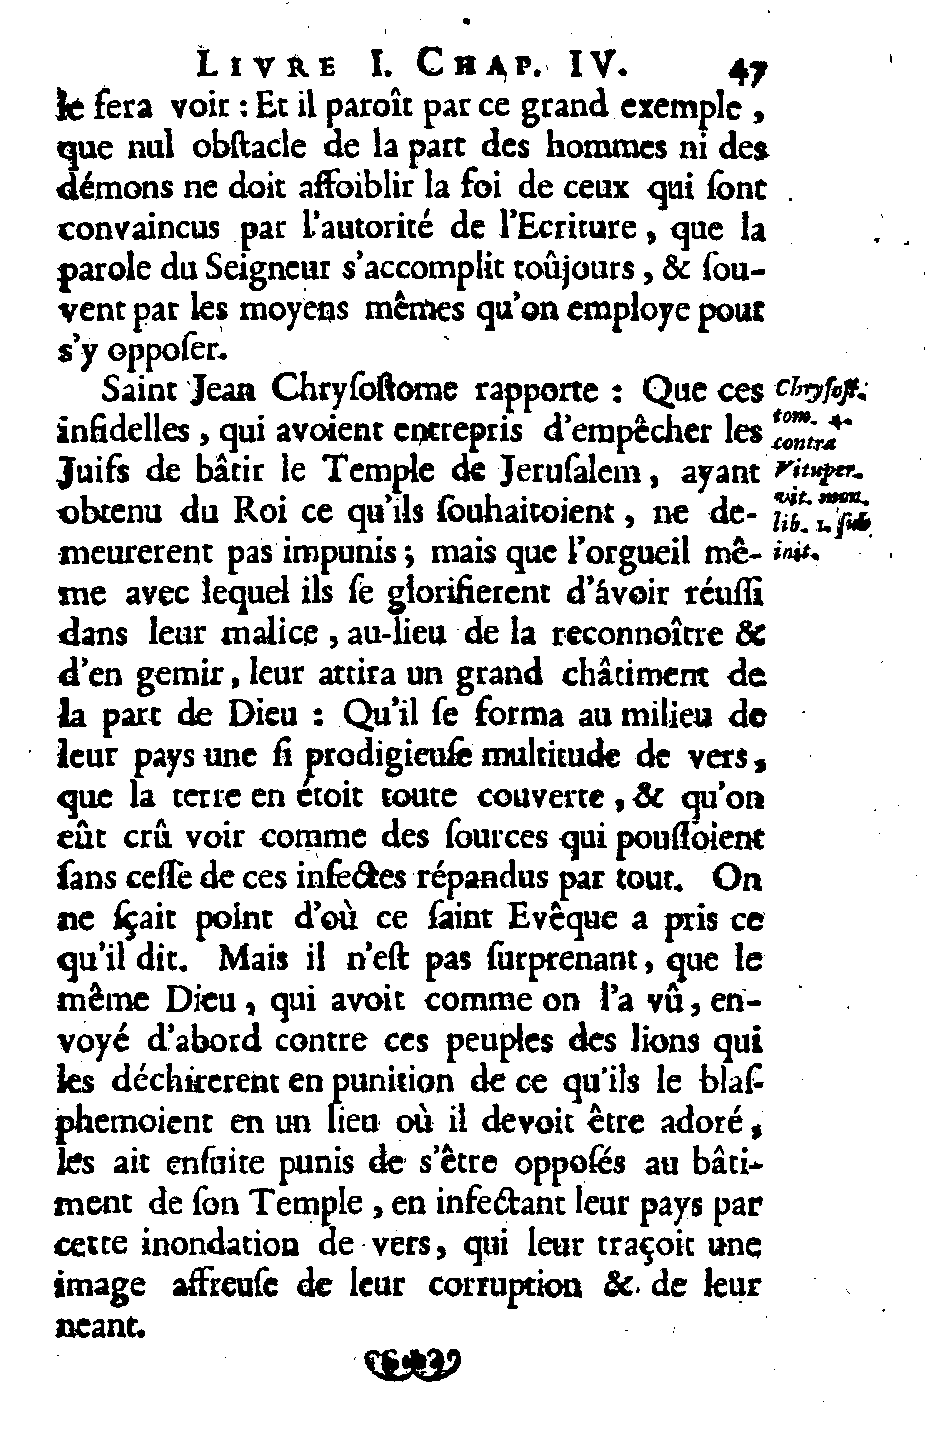 LIVRE I. CHAP. IV. 47
le ſera voir : Et il paroît par ce grand exemple ,
que nul obſtacle de la part des hommes ni des
démons ne doit affoiblir la foi de ceux qui ſont
convaincus par l'autorité de l'Ecriture , que la
parole du Seigneur s'accomplit toûjours , & ſou-
vent par les moyens mêmes qu'on employe pour
s'y oppoſer.
Saint Jean Chryſoſtome rapporte : Que ces
infidelles , qui avoient entrepris d'empêcher les
Juifs de bâtir le Temple de Jeruſalem , ayant
obtenu du Roi ce qu'ils ſouhaitoient , ne de-
meurerent pas impunis ; mais que l'orgueil mê-
me avec lequel ils ſe glorifierent d'avoir réuſſi
dans leur malice , au-lieu de la reconnoître &
d'en gemir , leur attira un grand châtiment de
la part de Dieu : Qu'il ſe forma au milieu de
leur pays une ſi prodigieuſe multitude de vers ,
que la terre en étoit toute couverte , & qu'on
eût crû voir comme des ſources qui pouſſoient
ſans ceſſe de ces inſectes répandus par tout. On
ne ſçait point d'où ce ſaint Evêque a pris ce
qu'il dit. Mais il n'eſt pas ſurprenant , que le
même Dieu , qui avoit comme on l'a vû , en-
voyé d'abord contre ces peuples des lions qui
les déchirerent en punition de ce qu'ils le blaſ-
phemoient en un lieu où il devoit être adoré ,
les ait enſuite punis de s'être oppoſés au bâti-
ment de ſon Temple , en infectant leur pays par
cette inondation de vers , qui leur traçoit une
image affreuſe de leur corruption & de leur
neant.
Chryſoſt.
tom. 4.
contra
Vituper.
vit. mon.
lib. 1. ſub
init.